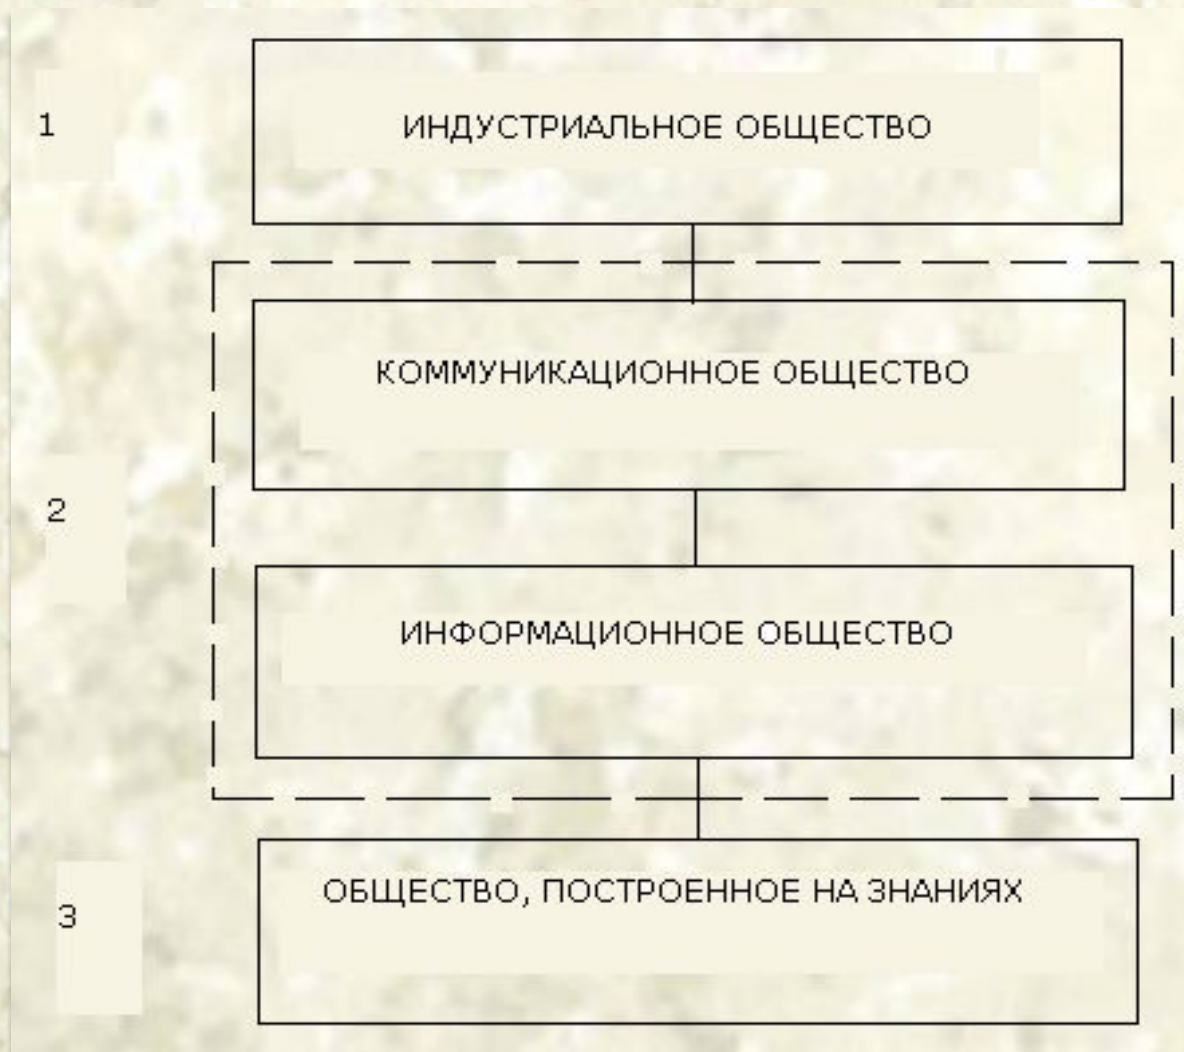 1
ИНДУСТРИАЛЬНОЕ ОБЩЕСТВО
КОММУНИКАЦИОННОЕ ОБЩЕСТВО
2
ИНФОРМАЦИОННОЕ ОБЩЕСТВО
3
ОБЩЕСТВО, ПОСТРОЕННОЕ НА ЗНАНИЯХ